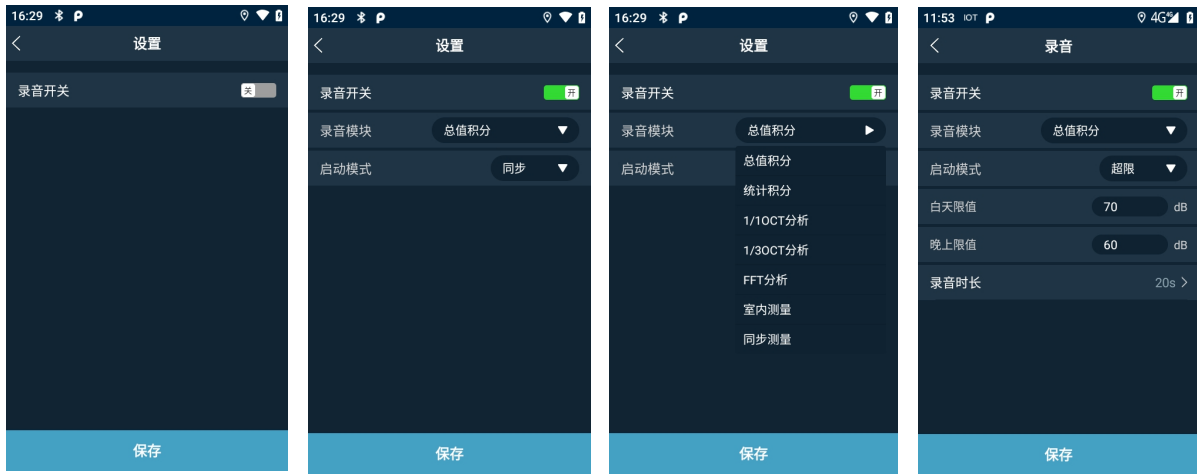 16:29
设置
录音开关
关
保存
16:29
设置
录音开关
开
录音模块
总值积分
启动模式
同步
保存
16:29
设置
录音开关
开
录音模块
总值积分
启动模式
总值积分
统计积分
1/1OCT分析
1/3OCT分析
FFT分析
室内测量
同步测量
保存
11:53 IOT 4G
录音
录音开关
开
录音模块
总值积分
启动模式
超限
白天限值 70 dB
晚上限值 60 dB
录音时长 20s
保存